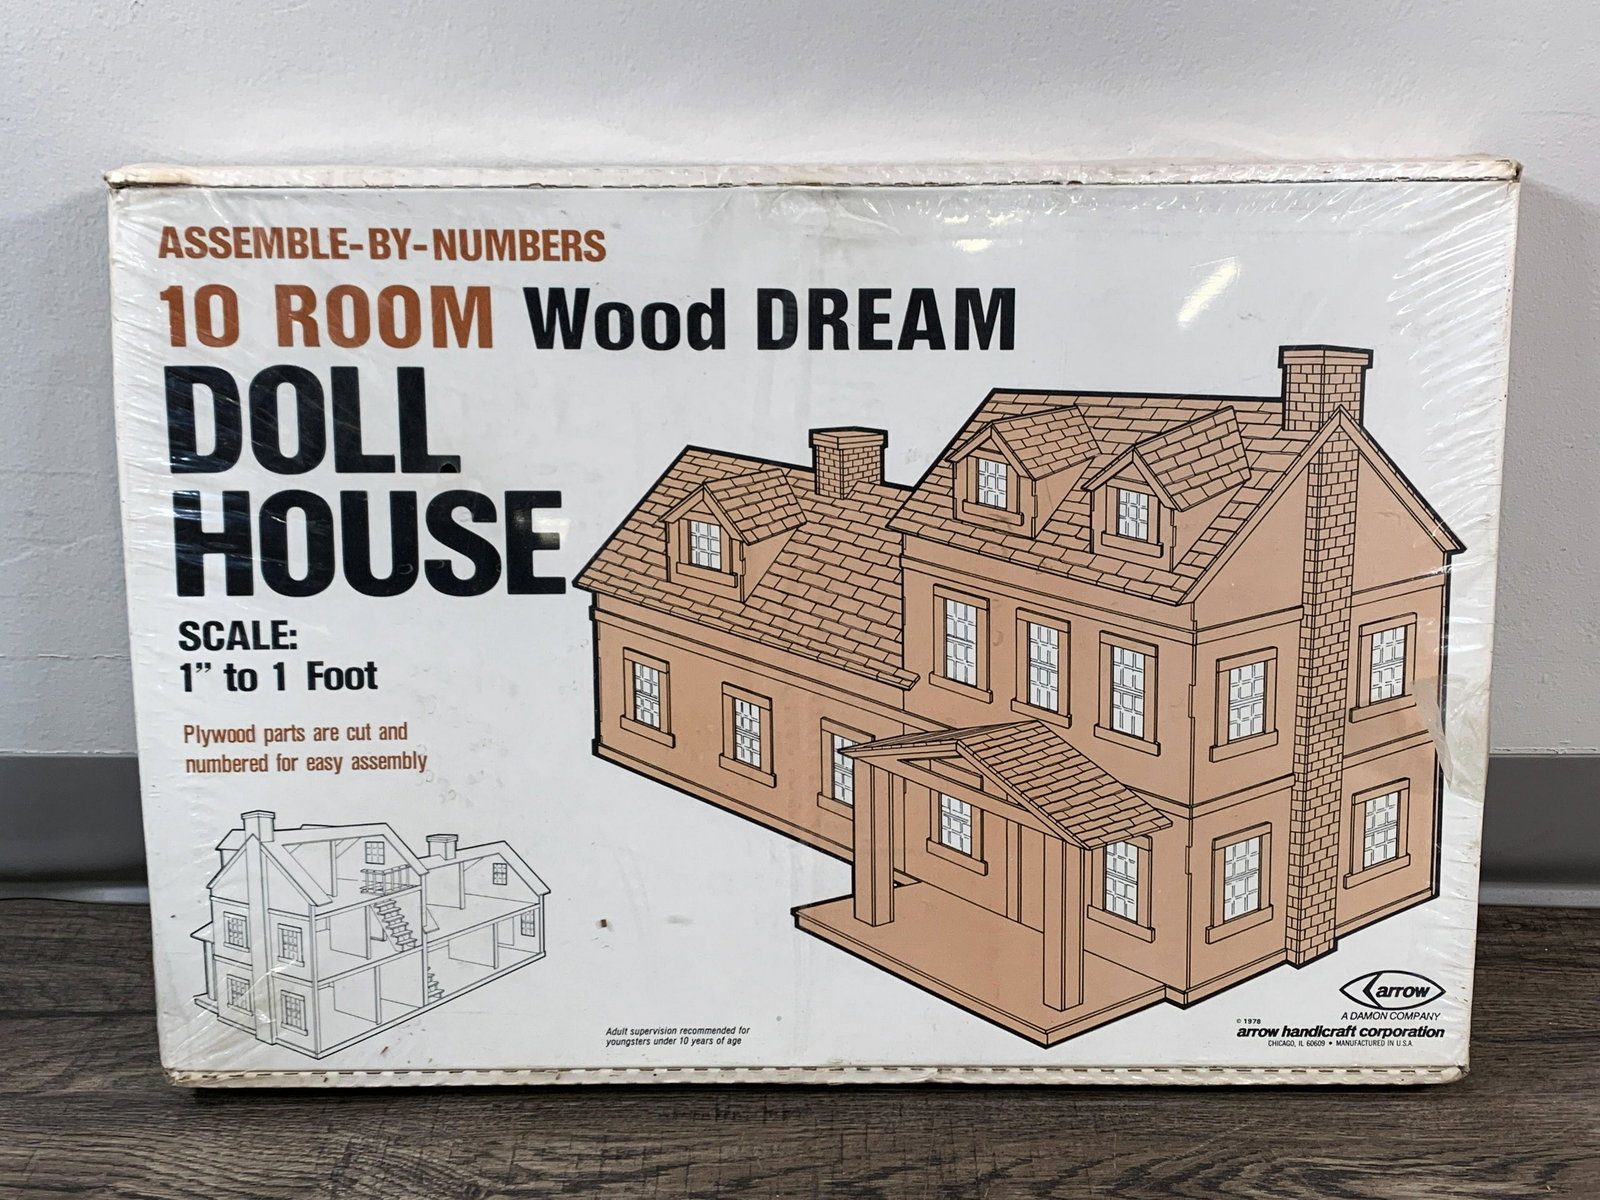 ASSEMBLE-BY-NUMBERS
10 ROOM Wood DREAM
DOLL
HOUSE
SCALE:
1” to 1 Foot
Plywood parts are cut and
numbered for easy assembly
Adult supervision recommended for
youngsters under 10 years of age
arrow
A DAMON COMPANY
© 1978
arrow handicraft corporation
CHICAGO, IL 60609 • MANUFACTURED IN U.S.A.